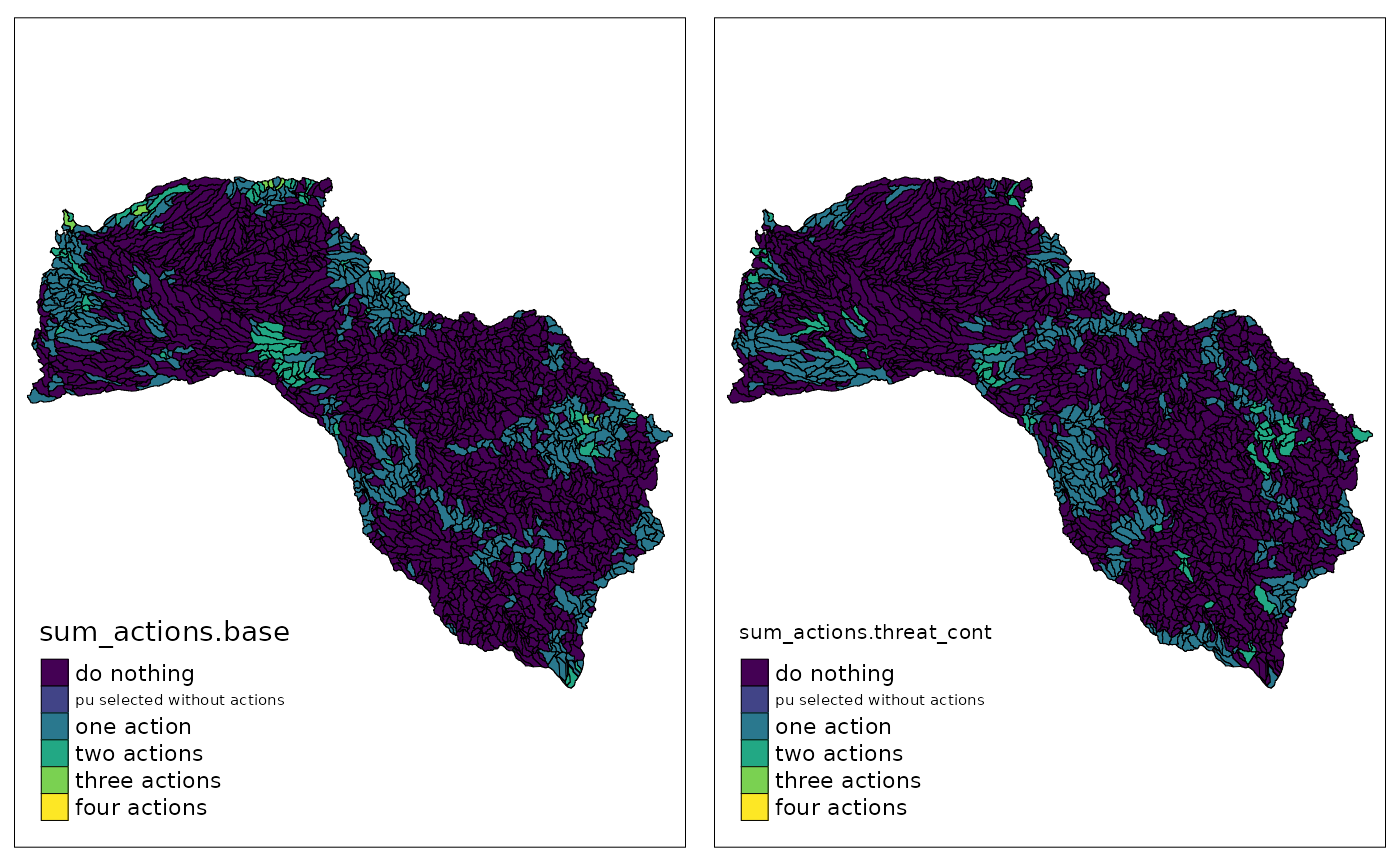 sum_actions.base
do nothing
pu selected without actions
one action
two actions
three actions
four actions
sum_actions.threat_cont
do nothing
pu selected without actions
one action
two actions
three actions
four actions